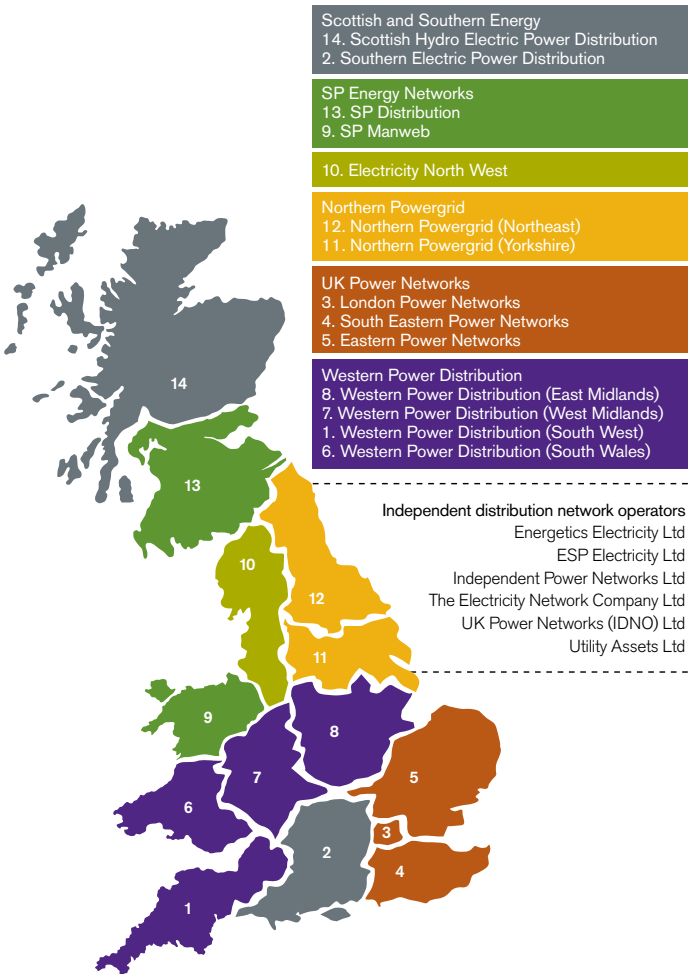 Scottish and Southern Energy
14. Scottish Hydro Electric Power Distribution
2. Southern Electric Power Distribution
SP Energy Networks
13. SP Distribution
9. SP Manweb
10. Electricity North West
Northern Powergrid
12. Northern Powergrid (Northeast)
11. Northern Powergrid (Yorkshire)
UK Power Networks
3. London Power Networks
4. South Eastern Power Networks
5. Eastern Power Networks
Western Power Distribution
8. Western Power Distribution (East Midlands)
7. Western Power Distribution (West Midlands)
1. Western Power Distribution (South West)
6. Western Power Distribution (South Wales)
Independent distribution network operators
Energetics Electricity Ltd
ESP Electricity Ltd
Independent Power Networks Ltd
The Electricity Network Company Ltd
UK Power Networks (IDNO) Ltd
Utility Assets Ltd
14
13
10
12
11
9
8
7
5
6
3
2
4
1